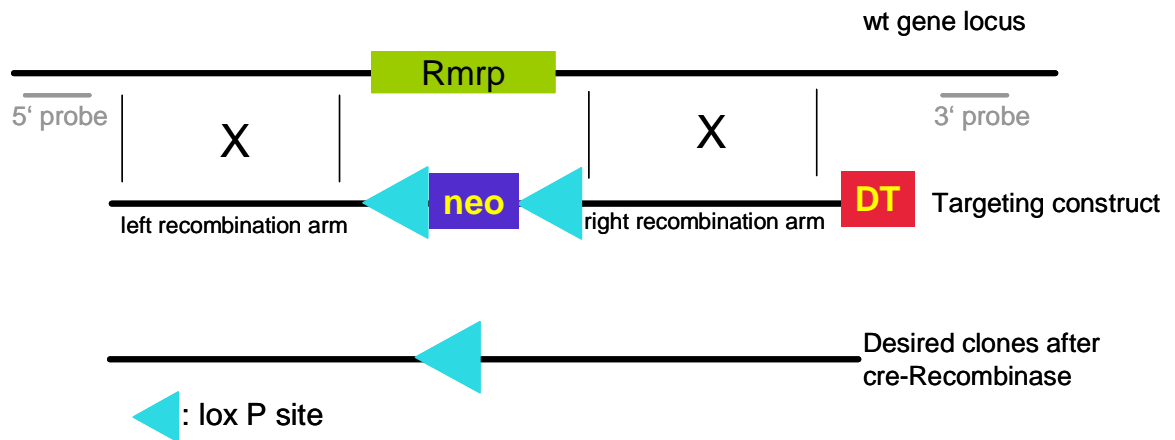 wt gene locus
Rmrp
5‘ probe
3‘ probe
X
X
neo
DT
Targeting construct
left recombination arm
right recombination arm
Desired clones after
cre-Recombinase
: lox P site